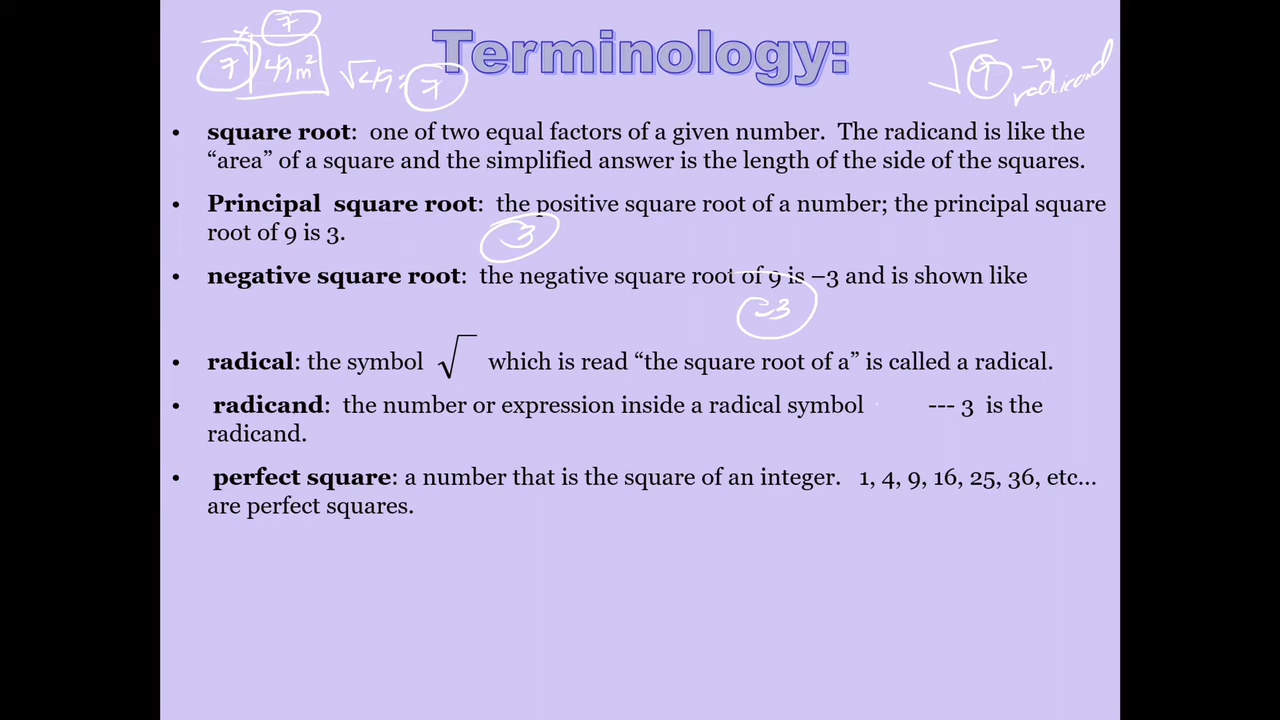 7
7 49 m²
√49 = 7
Terminology:
√9 → radicand
• square root: one of two equal factors of a given number. The radicand is like the
“area” of a square and the simplified answer is the length of the side of the squares.
• Principal square root: the positive square root of a number; the principal square
root of 9 is 3.
3
• negative square root: the negative square root of 9 is –3 and is shown like
-3
• radical: the symbol √ which is read “the square root of a” is called a radical.
• radicand: the number or expression inside a radical symbol --- 3 is the
radicand.
• perfect square: a number that is the square of an integer. 1, 4, 9, 16, 25, 36, etc...
are perfect squares.